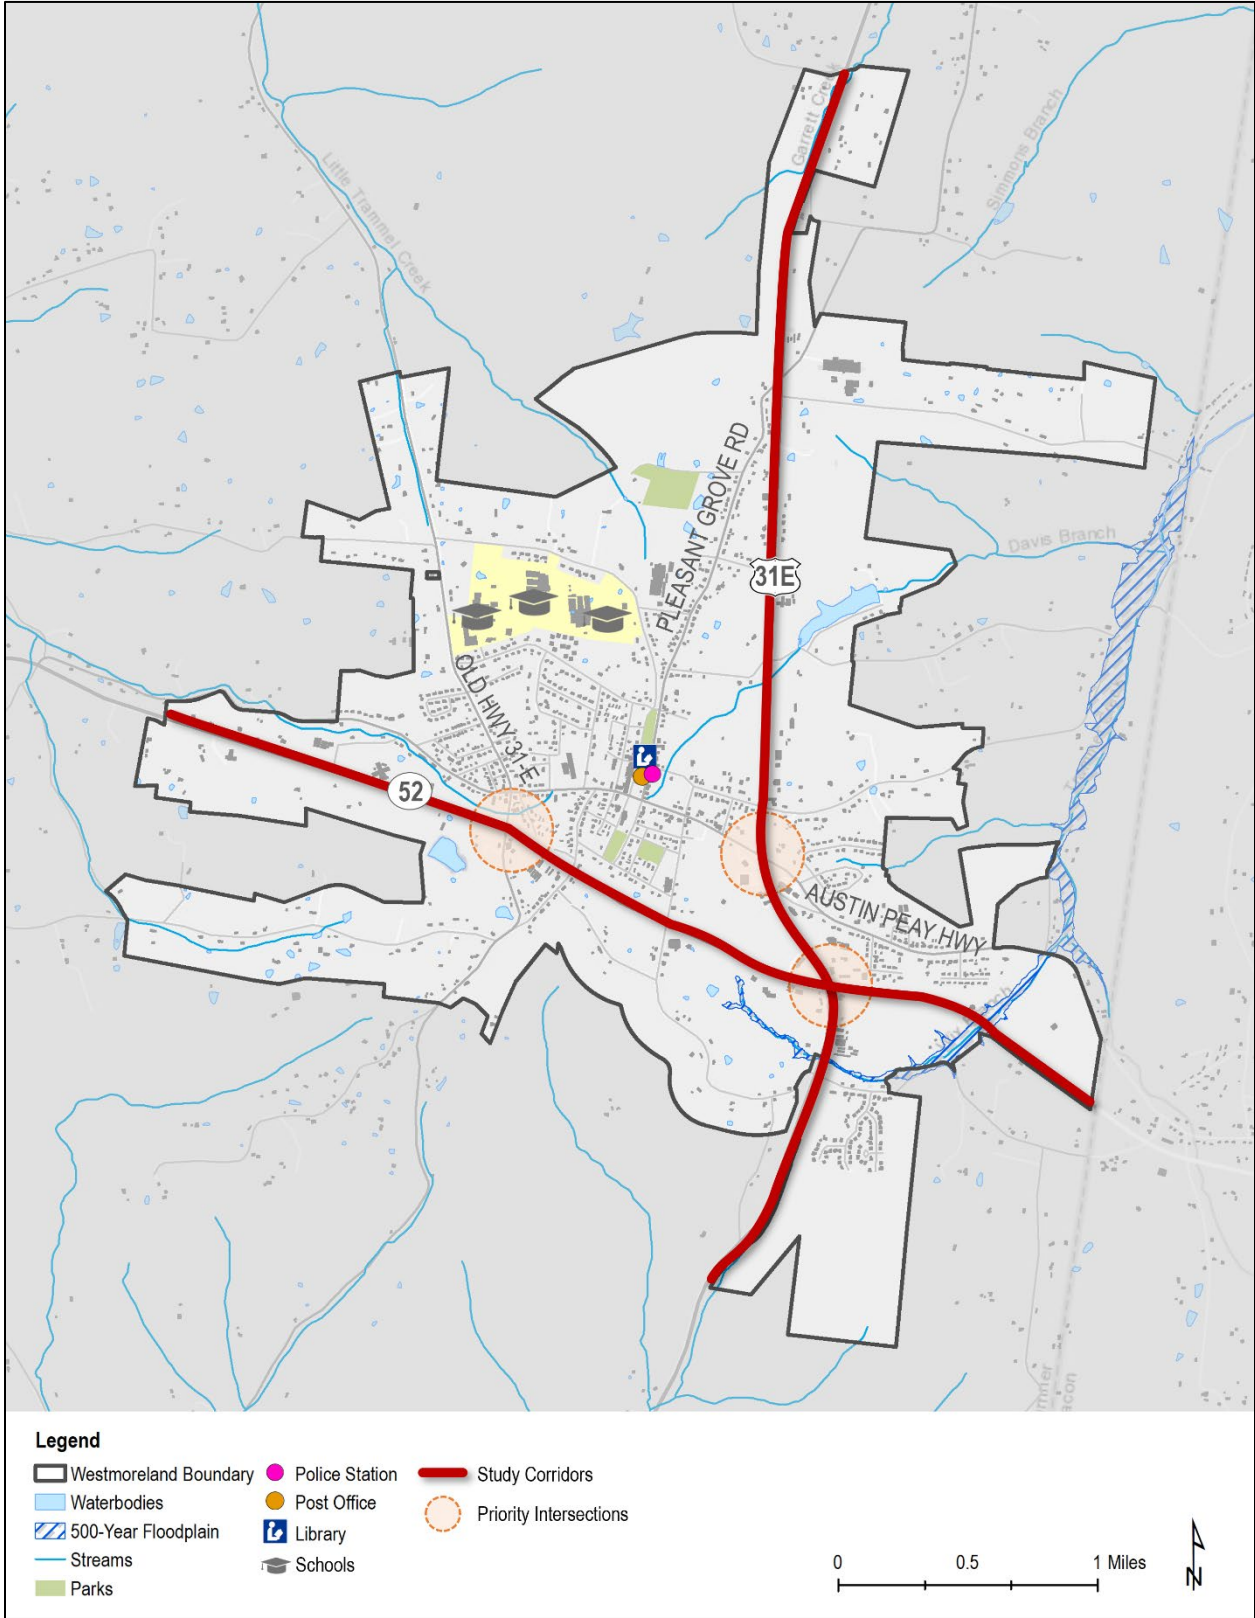 Garrett Creek
Simmons Branch
Little Trammel Creek
PLEASANT GROVE RD
Davis Branch
31E
OLD HWY 31-E
52
AUSTIN PEAY HWY
Branch
Legend
Westmoreland Boundary
Waterbodies
500-Year Floodplain
Streams
Parks
Police Station
Post Office
Library
Schools
Study Corridors
Priority Intersections
0 0.5 1 Miles
N